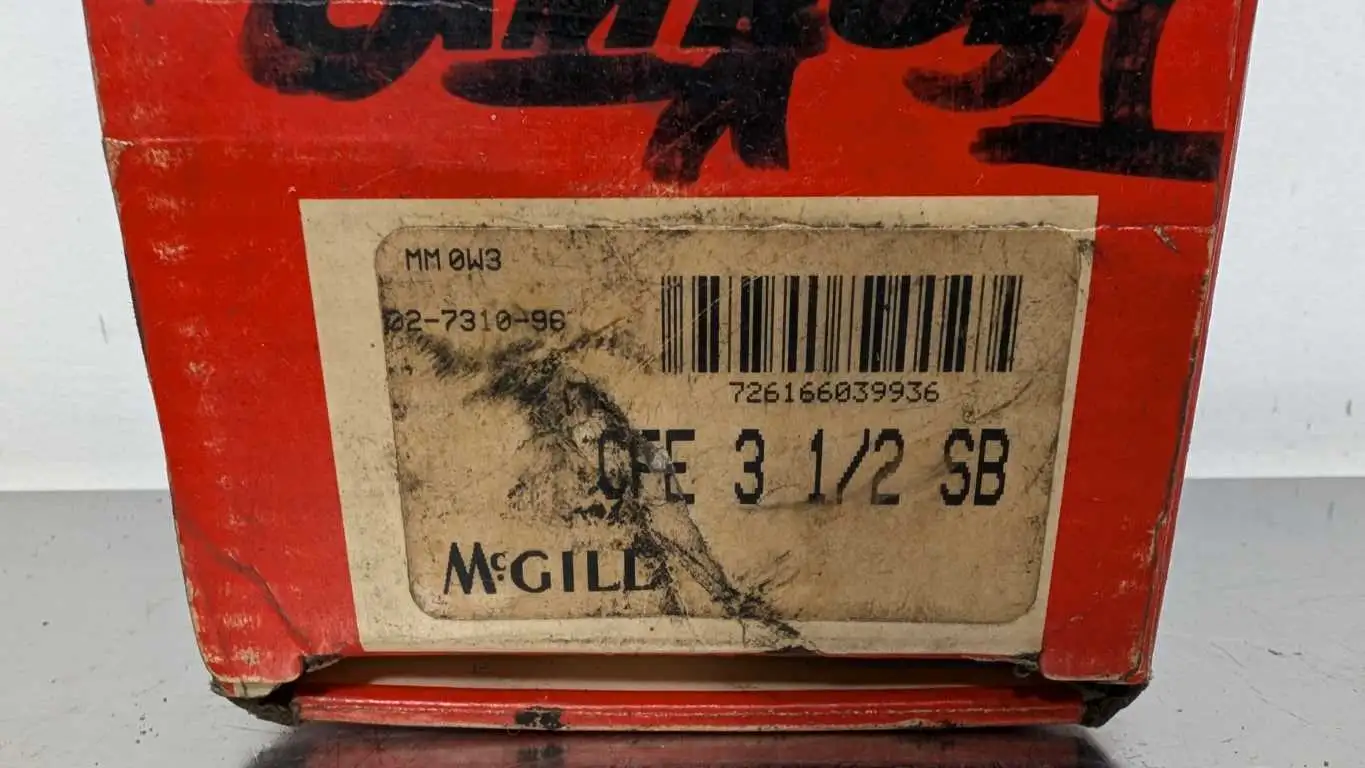 MM 0W3
02-7310-96
726166039936
CFE 3 1/2 SB
McGILL